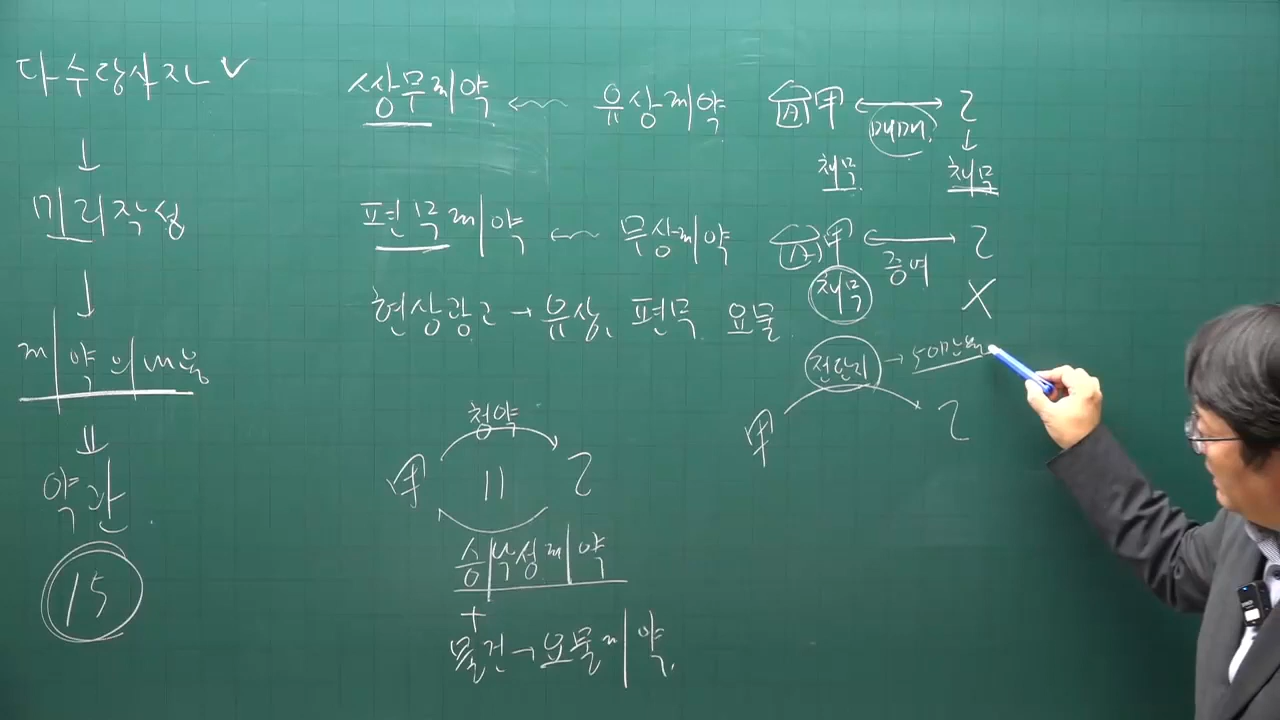 다수당사자 ✓
↓
미리작성
↓
계약의내용
약관
15
쌍무계약 ← 유상계약 甲 ↔ 乙
매매
채무 채무
편무계약 ← 무상계약 甲 ↔ 乙
증여
채무 X
현상광고 → 유상, 편무, 요물
전단지 → 50만원
甲 乙
청약
甲 乙
승낙성계약
+
물건 → 요물계약